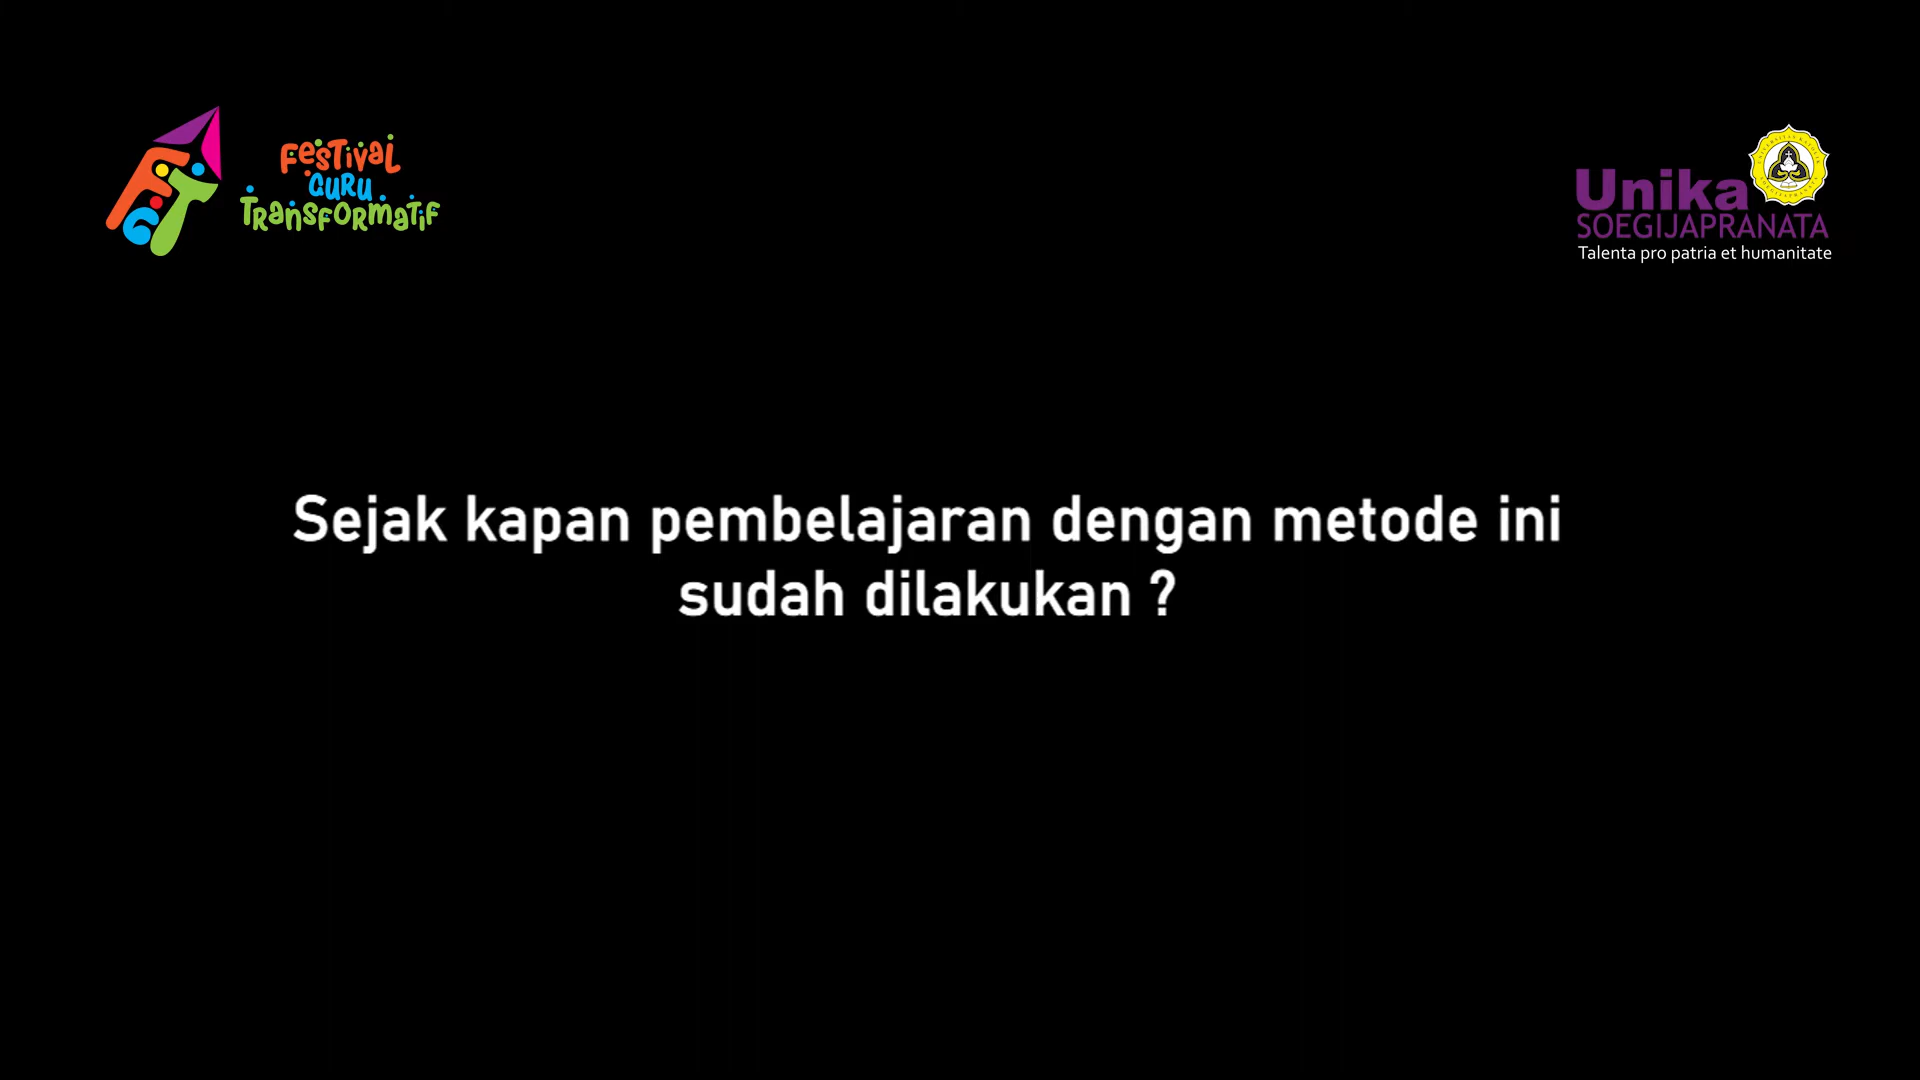 FESTIVAL
GURU
TRANSFORMATIF
Unika
SOEGIJAPRANATA
Talenta pro patria et humanitate
Sejak kapan pembelajaran dengan metode ini
sudah dilakukan ?